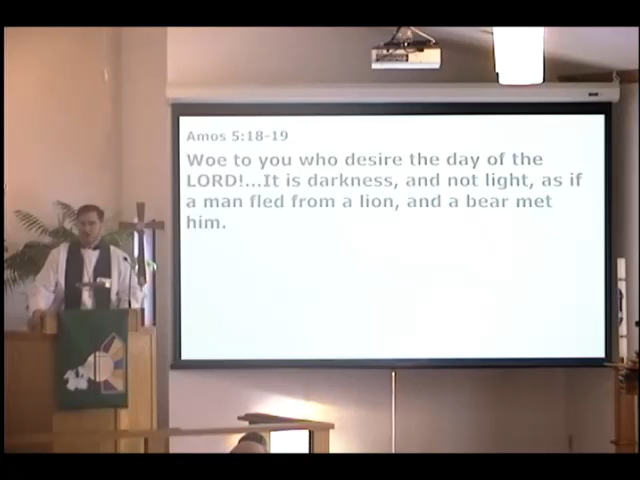 Amos 5:18-19
Woe to you who desire the day of the
LORD!...It is darkness, and not light, as if
a man fled from a lion, and a bear met
him.